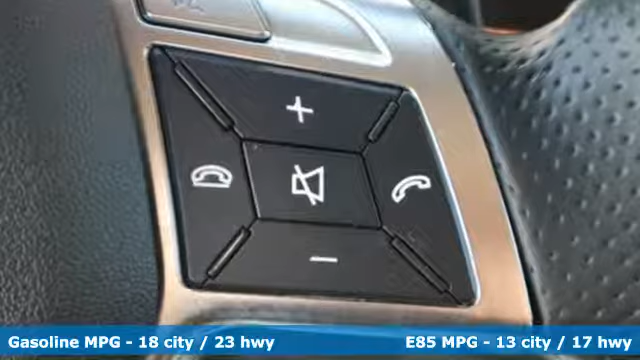 +
-
Gasoline MPG - 18 city / 23 hwy
E85 MPG - 13 city / 17 hwy